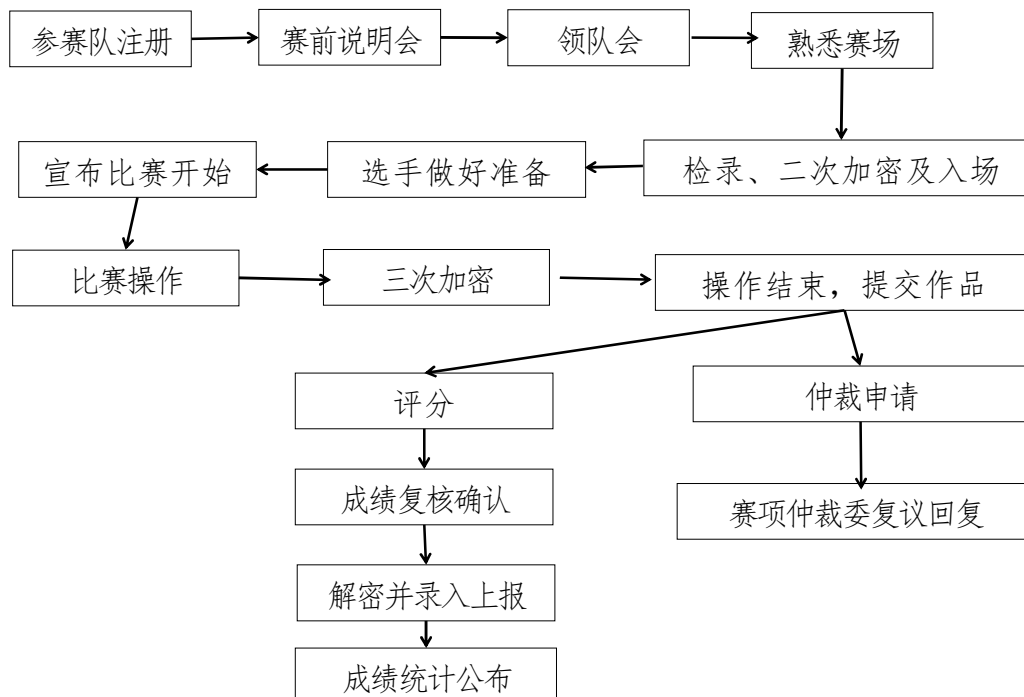 参赛队注册
赛前说明会
领队会
熟悉赛场
检录、二次加密及入场
选手做好准备
宣布比赛开始
比赛操作
三次加密
操作结束，提交作品
评分
仲裁申请
成绩复核确认
赛项仲裁委复议回复
解密并录入上报
成绩统计公布